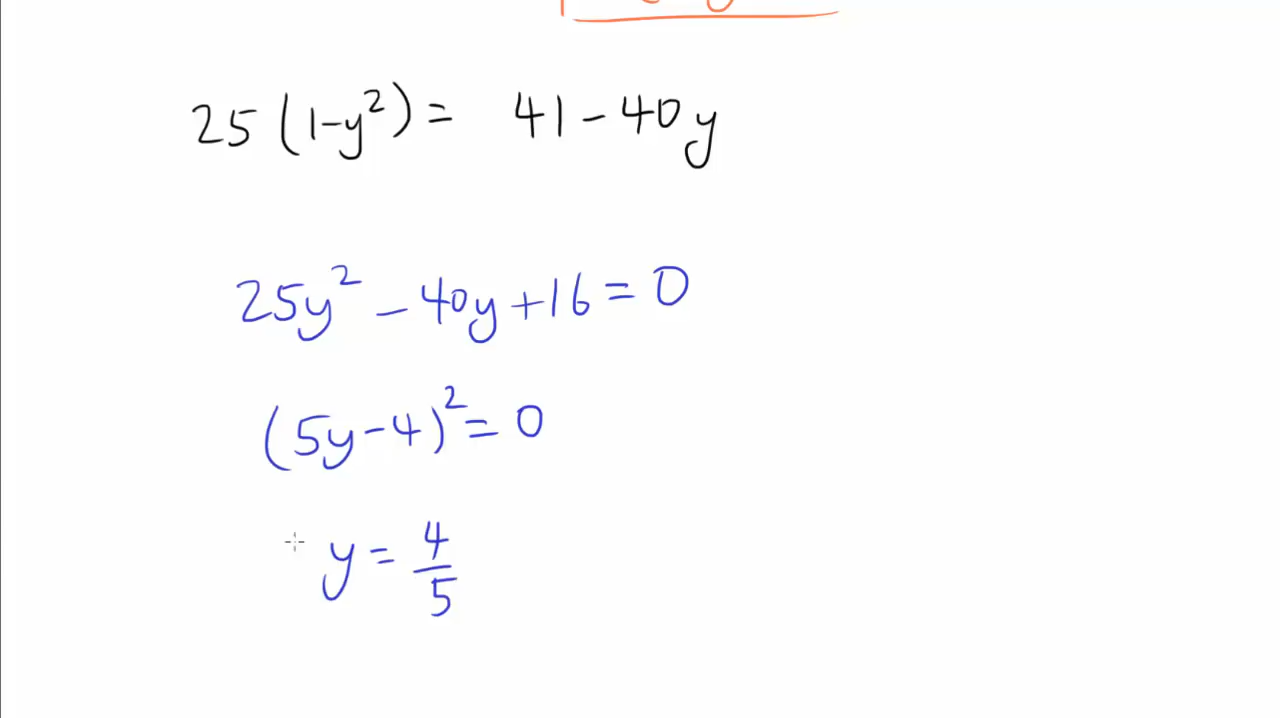 25 (1-y²) = 41 - 40y
25y² - 40y + 16 = 0
(5y - 4)² = 0
y = 4/5